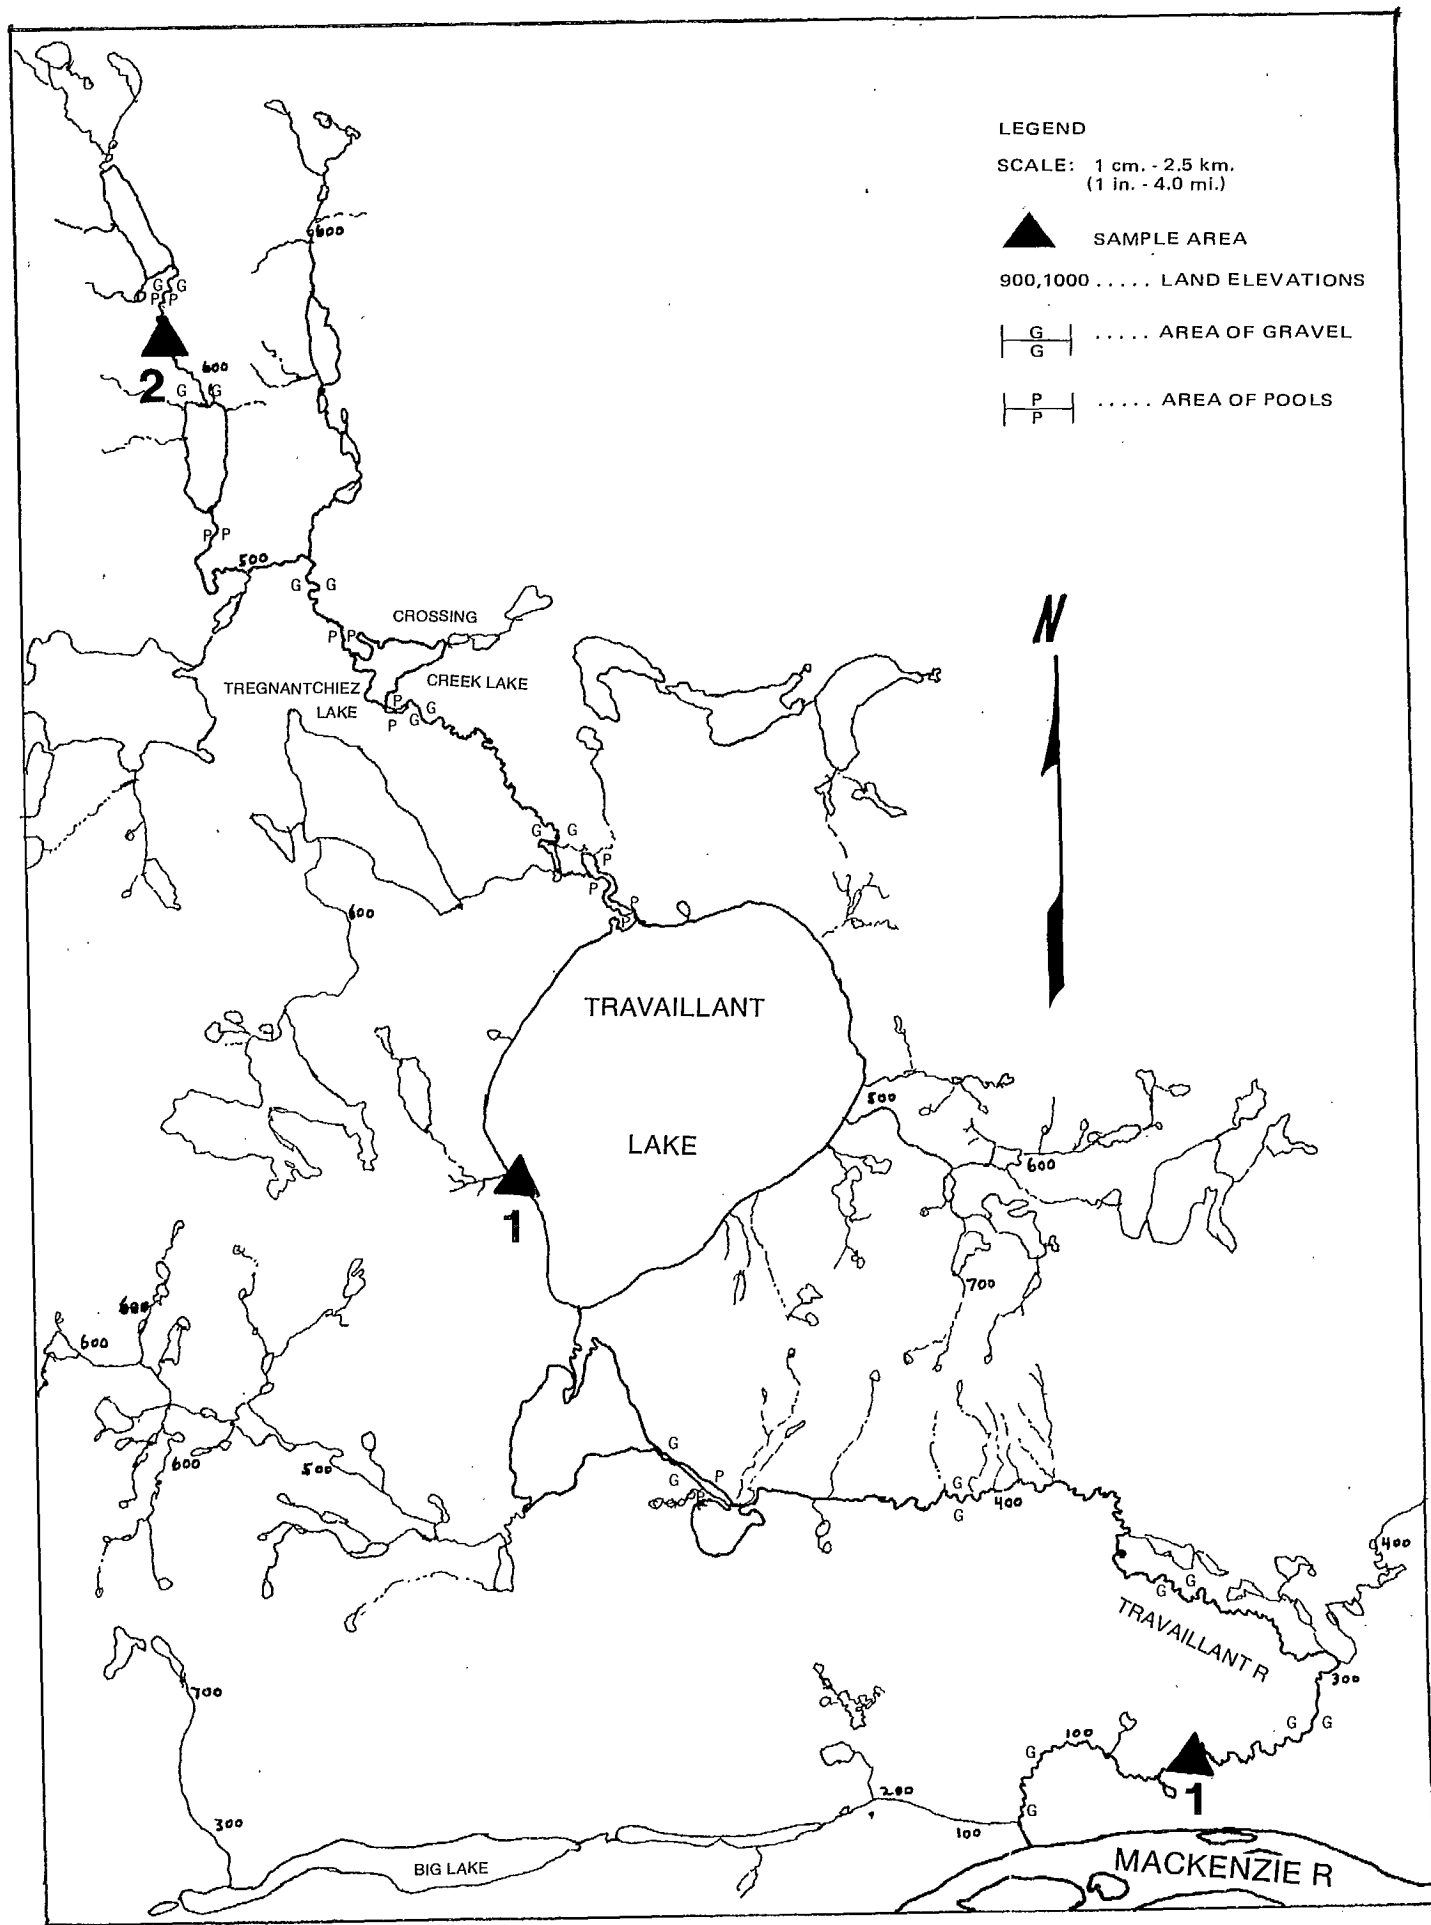 LEGEND
SCALE: 1 cm. - 2.5 km.
(1 in. - 4.0 mi.)
SAMPLE AREA
900,1000 ..... LAND ELEVATIONS
G
G
..... AREA OF GRAVEL
P
P
..... AREA OF POOLS
600
G G
P P
600
2
G G
P P
500
G G
N
CROSSING
P P
CREEK LAKE
TREGNANTCHIEZ
LAKE
P
P
G G
G G
P
P
P
P
600
TRAVAILLANT
LAKE
500
600
1
700
600
600
600
500
G
G
P
P
G
G
400
400
G G
TRAVAILLANT R
300
G G
700
100
G
G
1
200
100
300
BIG LAKE
MACKENZIE R